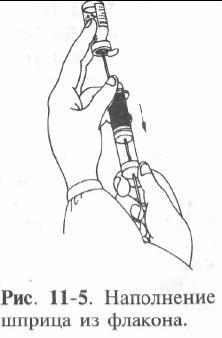 Рис. 11-5. Наполнение
шприца из флакона.